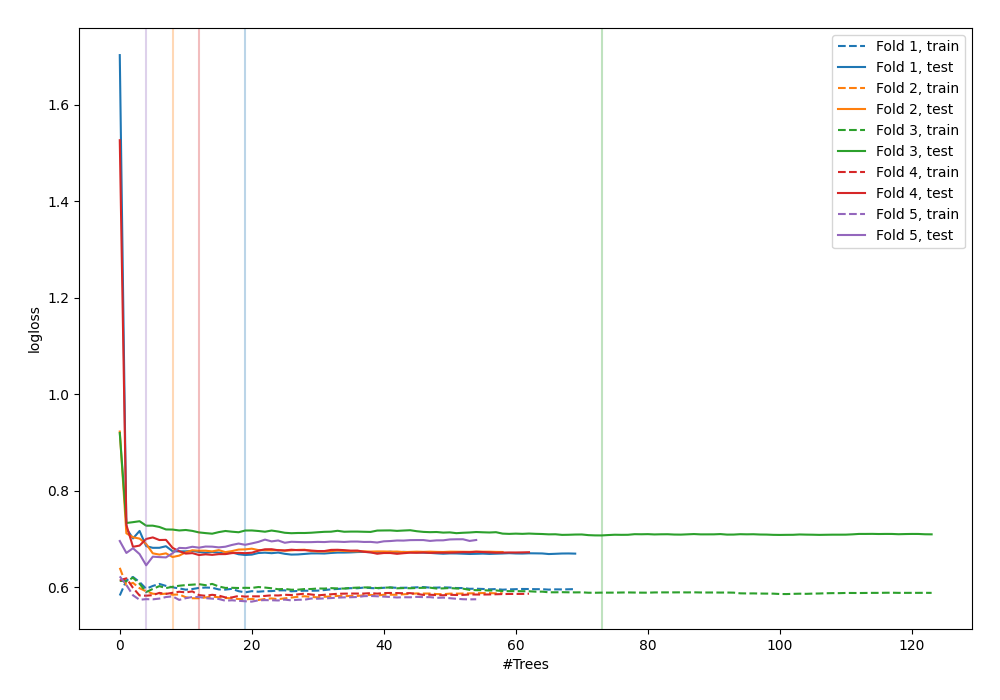 Fold 1, train
Fold 1, test
Fold 2, train
Fold 2, test
Fold 3, train
Fold 3, test
Fold 4, train
Fold 4, test
Fold 5, train
Fold 5, test
logloss
1.6
1.4
1.2
1.0
0.8
0.6
0 20 40 60 80 100 120
#Trees